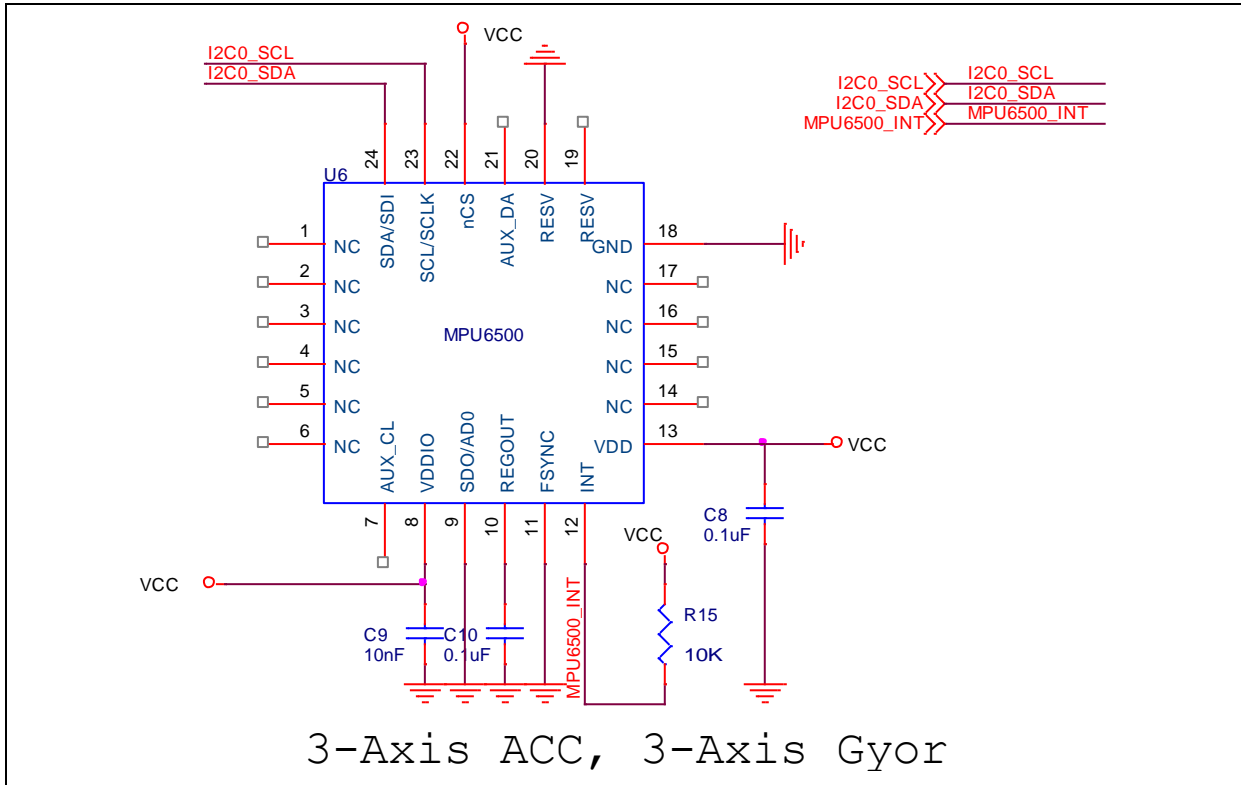 VCC
I2C0_SCL
I2C0_SDA
I2C0_SCL
I2C0_SCL
I2C0_SDA
I2C0_SDA
MPU6500_INT
MPU6500_INT
24
23
22
21
20
19
U6
SDA/SDI
SCL/SCLK
nCS
AUX_DA
RESV
RESV
1
NC
2
NC
3
NC
4
NC
5
NC
6
NC
MPU6500
18
GND
17
NC
16
NC
15
NC
14
NC
13
VDD
VCC
AUX_CL
VDDIO
SDO/AD0
REGOUT
FSYNC
INT
7
8
9
10
11
12
C8
0.1uF
VCC
VCC
MPU6500_INT
R15
10K
C9
10nF
C10
0.1uF
3-Axis ACC, 3-Axis Gyor